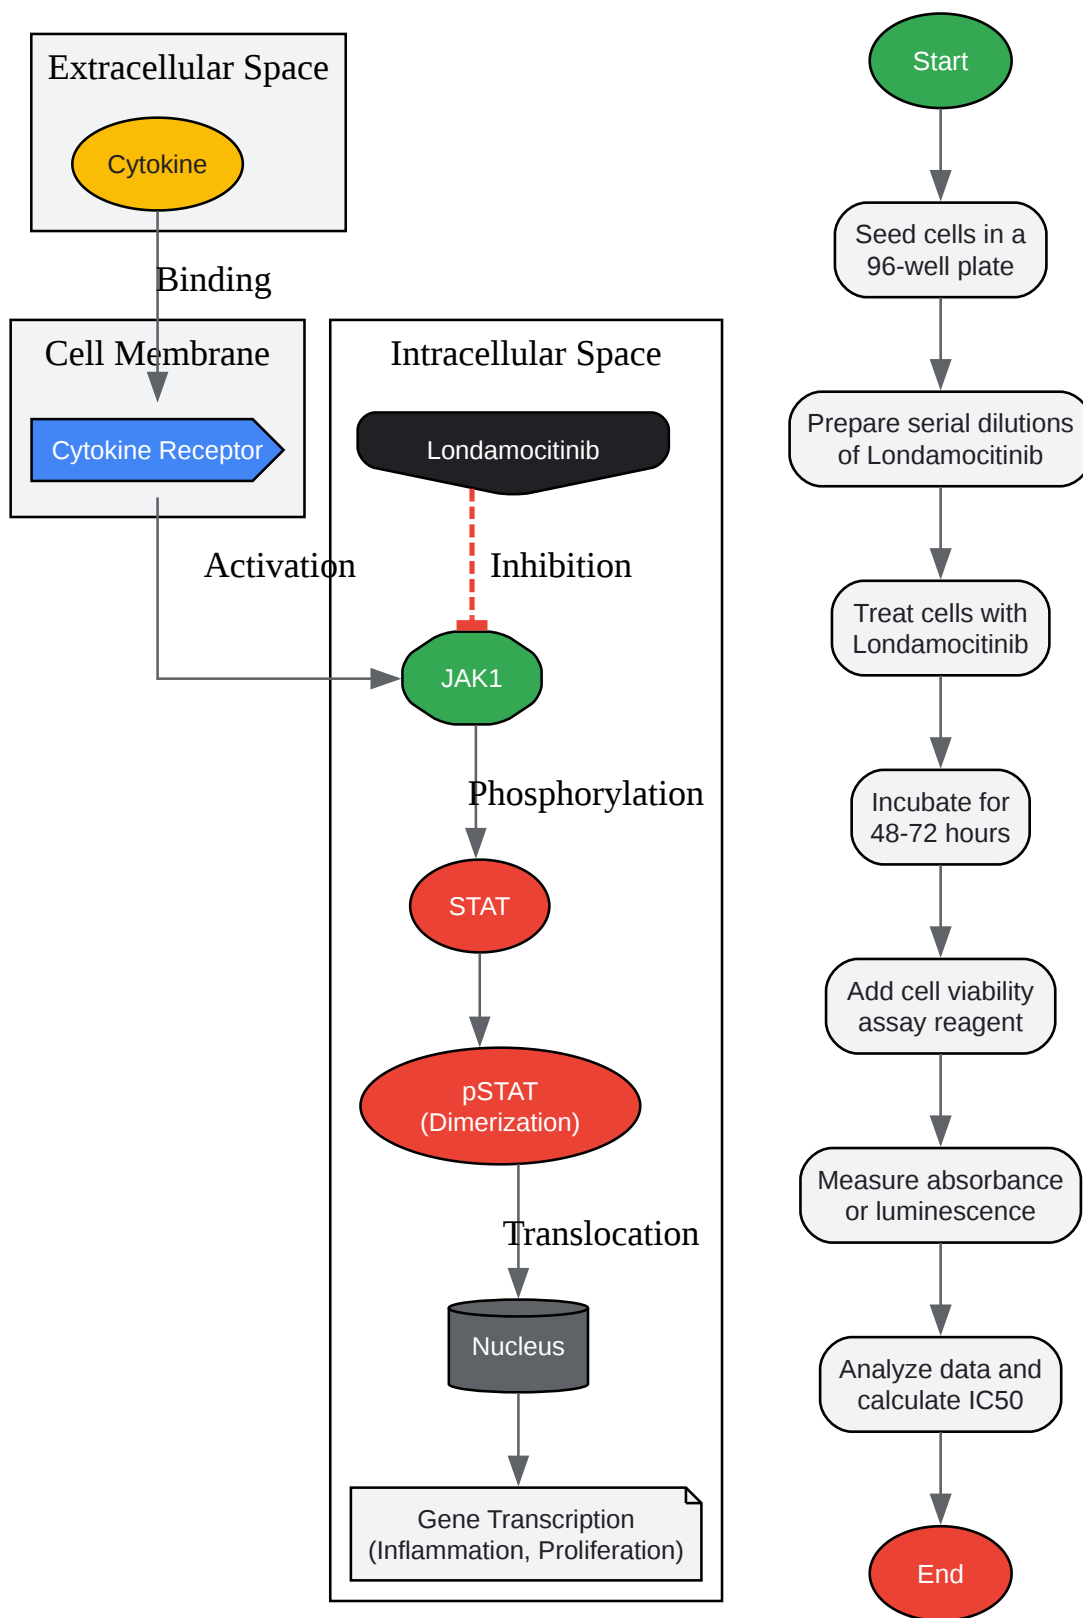 Extracellular Space
Cytokine
Binding
Cell Membrane
Cytokine Receptor
Activation
Intracellular Space
Londamocitinib
Inhibition
JAK1
Phosphorylation
STAT
pSTAT
(Dimerization)
Translocation
Nucleus
Gene Transcription
(Inflammation, Proliferation)
Start
Seed cells in a
96-well plate
Prepare serial dilutions
of Londamocitinib
Treat cells with
Londamocitinib
Incubate for
48-72 hours
Add cell viability
assay reagent
Measure absorbance
or luminescence
Analyze data and
calculate IC50
End